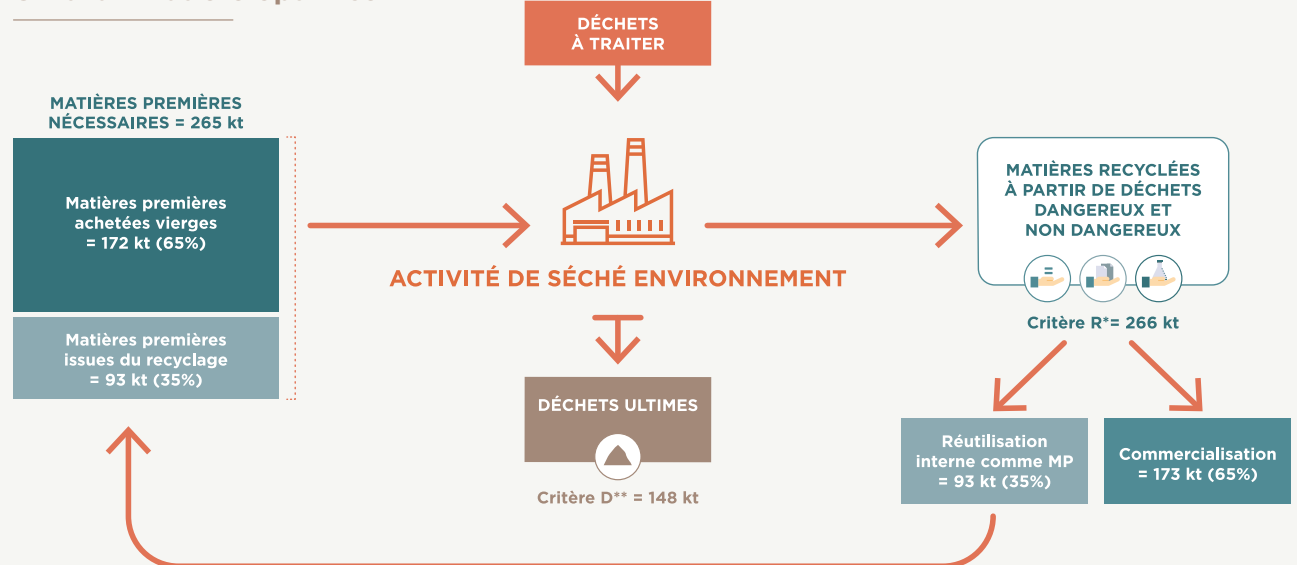 DÉCHETS
À TRAITER
MATIÈRES PREMIÈRES
NÉCESSAIRES = 265 kt
Matières premières
achetées vierges
= 172 kt (65%)
Matières premières
issues du recyclage
= 93 kt (35%)
ACTIVITÉ DE SÉCHÉ ENVIRONNEMENT
DÉCHETS ULTIMES
Critère D** = 148 kt
MATIÈRES RECYCLÉES
À PARTIR DE DÉCHETS
DANGEREUX ET
NON DANGEREUX
Critère R*= 266 kt
Réutilisation
interne comme MP
= 93 kt (35%)
Commercialisation
= 173 kt (65%)